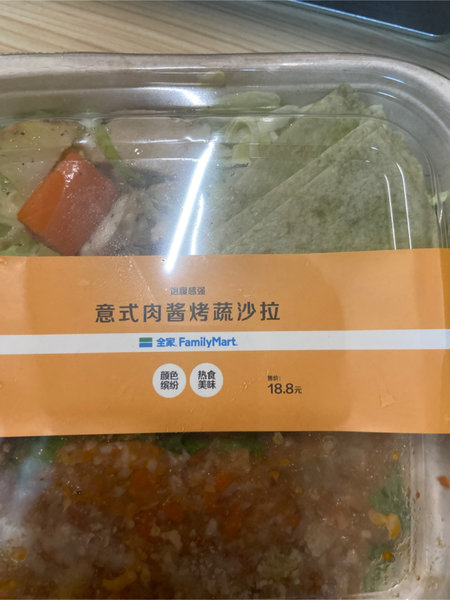 饱腹感强
意式肉酱烤蔬沙拉
全家 FamilyMart
颜色
缤纷
热食
美味
售价:
18.8元